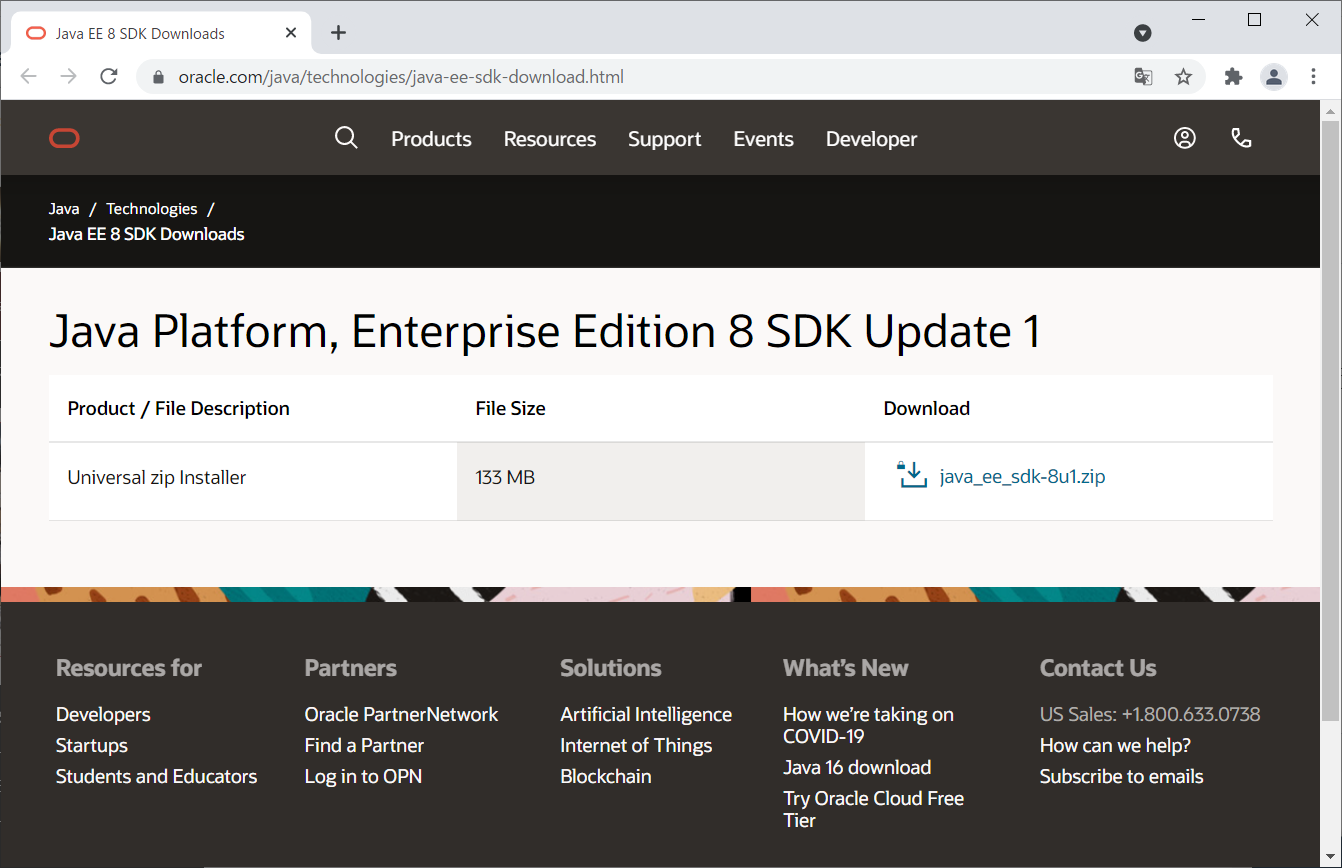 Java EE 8 SDK Downloads
oracle.com/java/technologies/java-ee-sdk-download.html
Products Resources Support Events Developer
Java / Technologies /
Java EE 8 SDK Downloads
Java Platform, Enterprise Edition 8 SDK Update 1
Product / File Description File Size Download
Universal zip Installer 133 MB java_ee_sdk-8u1.zip
Resources for
Developers
Startups
Students and Educators
Partners
Oracle PartnerNetwork
Find a Partner
Log in to OPN
Solutions
Artificial Intelligence
Internet of Things
Blockchain
What's New
How we're taking on
COVID-19
Java 16 download
Try Oracle Cloud Free
Tier
Contact Us
US Sales: +1.800.633.0738
How can we help?
Subscribe to emails